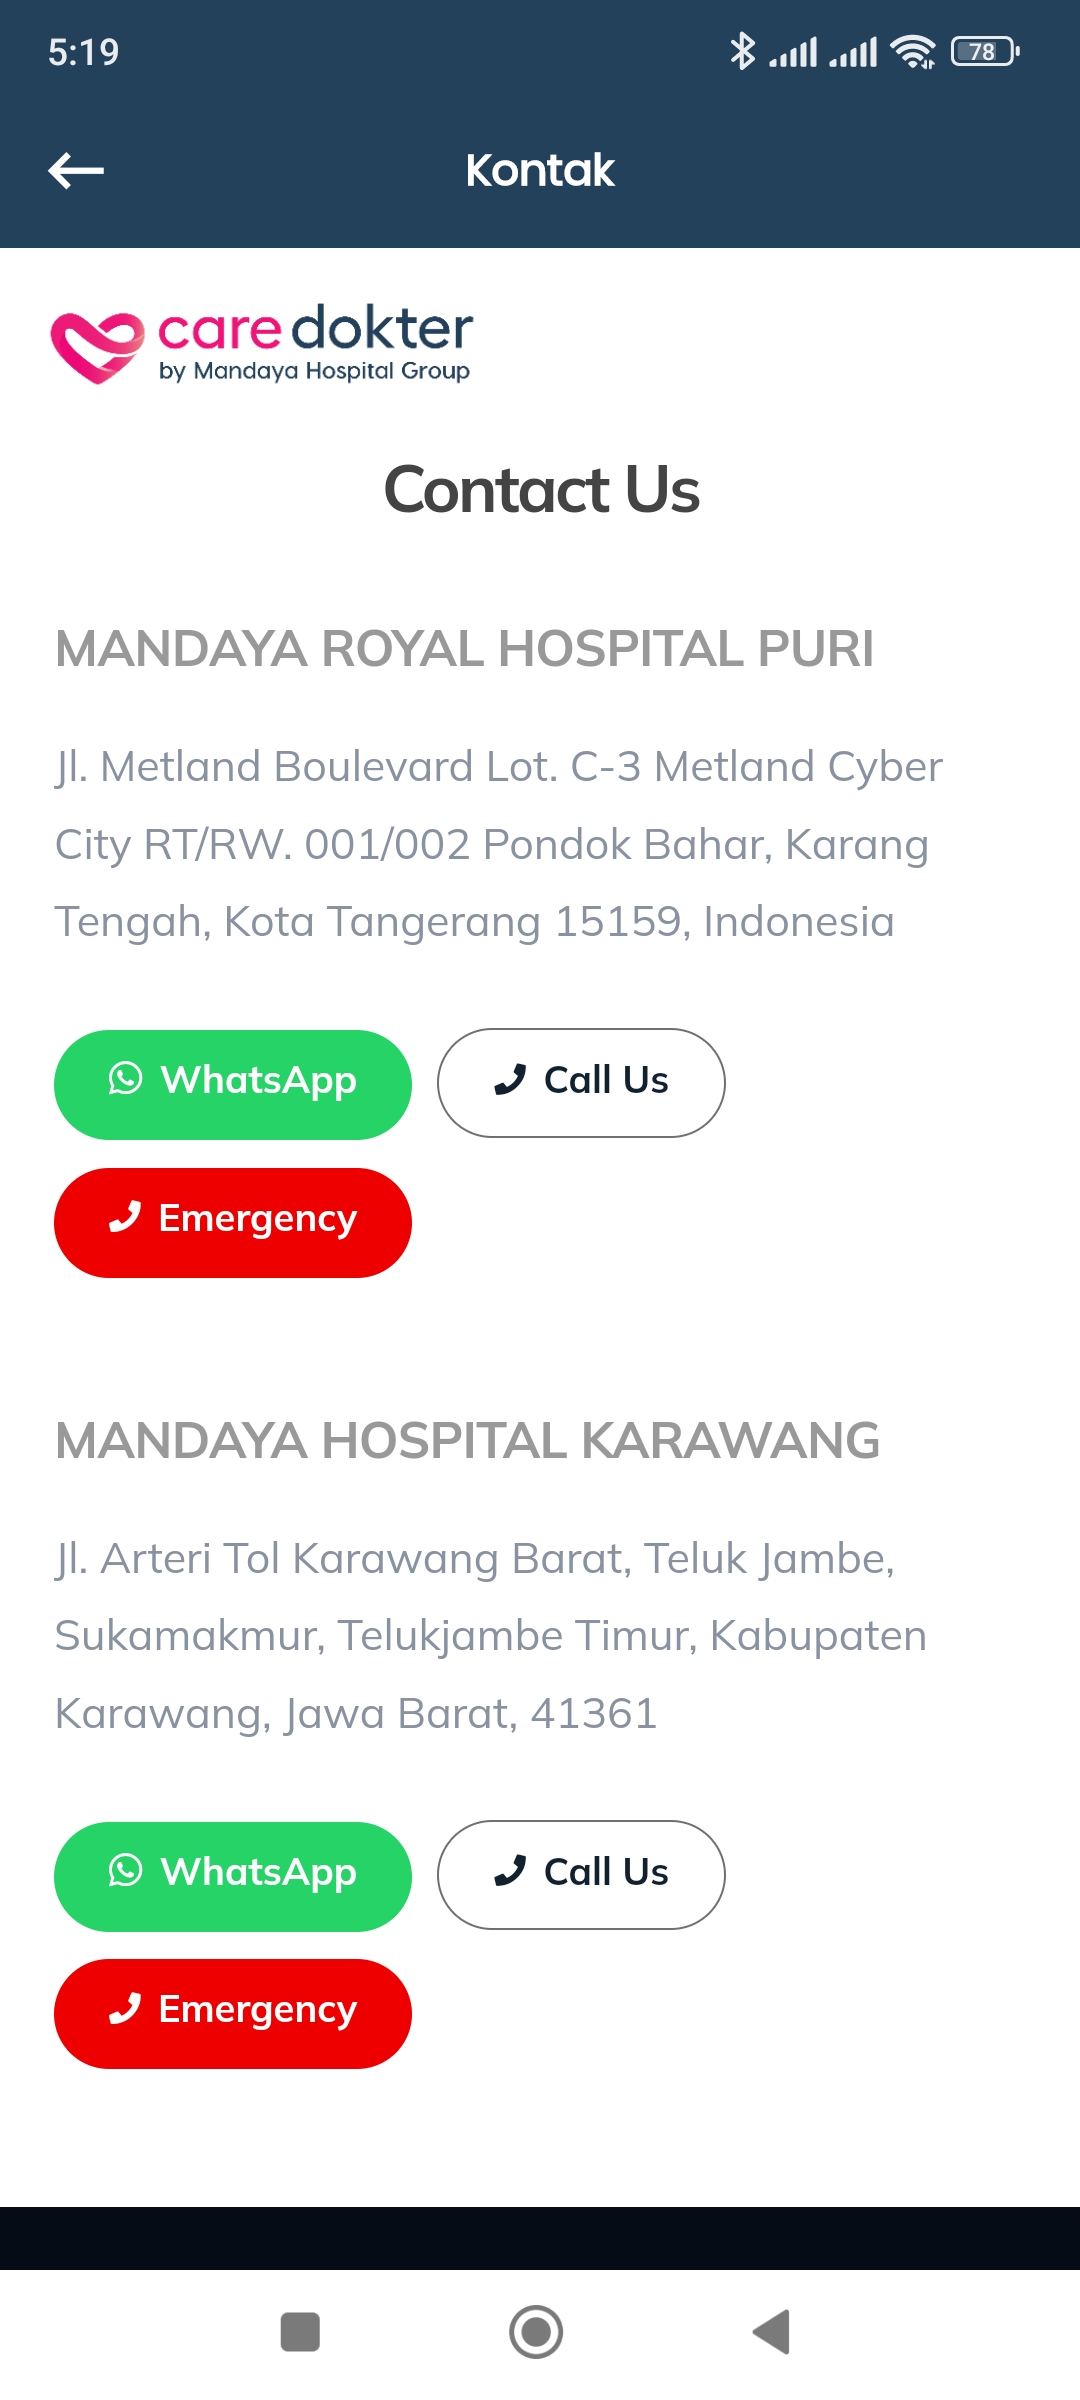 5:19
78
Kontak
care dokter
by Mandaya Hospital Group
Contact Us
MANDAYA ROYAL HOSPITAL PURI
Jl. Metland Boulevard Lot. C-3 Metland Cyber
City RT/RW. 001/002 Pondok Bahar, Karang
Tengah, Kota Tangerang 15159, Indonesia
WhatsApp
Call Us
Emergency
MANDAYA HOSPITAL KARAWANG
Jl. Arteri Tol Karawang Barat, Teluk Jambe,
Sukamakmur, Telukjambe Timur, Kabupaten
Karawang, Jawa Barat, 41361
WhatsApp
Call Us
Emergency